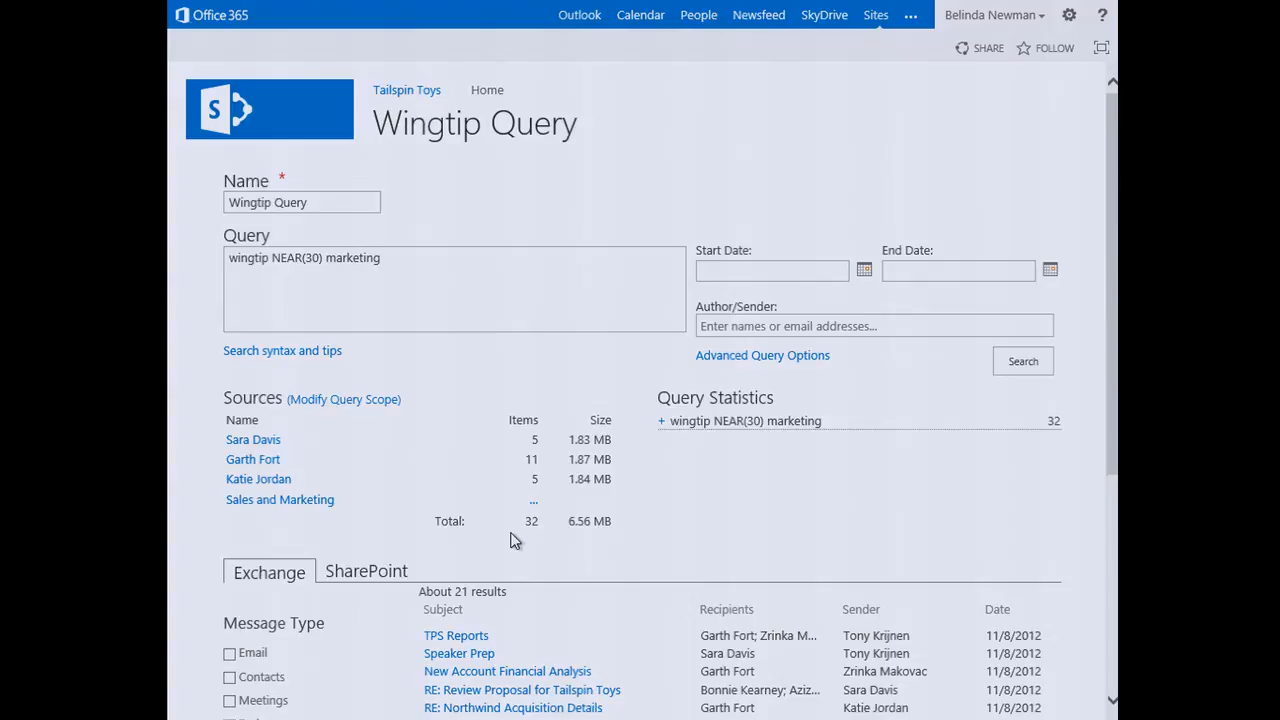 Office 365 Outlook Calendar People Newsfeed SkyDrive Sites ... Belinda Newman ?
SHARE FOLLOW
S
Tailspin Toys Home
Wingtip Query
Name *
Wingtip Query
Query
wingtip NEAR(30) marketing
Start Date: End Date:
Author/Sender:
Enter names or email addresses...
Search syntax and tips
Advanced Query Options
Search
Sources (Modify Query Scope)
Name Items Size
Sara Davis 5 1.83 MB
Garth Fort 11 1.87 MB
Katie Jordan 5 1.84 MB
Sales and Marketing ...
Total: 32 6.56 MB
Query Statistics
+ wingtip NEAR(30) marketing 32
Exchange SharePoint
About 21 results
Message Type
Email
Contacts
Meetings
Subject Recipients Sender Date
TPS Reports Garth Fort; Zrinka M... Tony Krijnen 11/8/2012
Speaker Prep Sara Davis Tony Krijnen 11/8/2012
New Account Financial Analysis Garth Fort Zrinka Makovac 11/8/2012
RE: Review Proposal for Tailspin Toys Bonnie Kearney; Aziz... Sara Davis 11/8/2012
RE: Northwind Acquisition Details Garth Fort Katie Jordan 11/8/2012